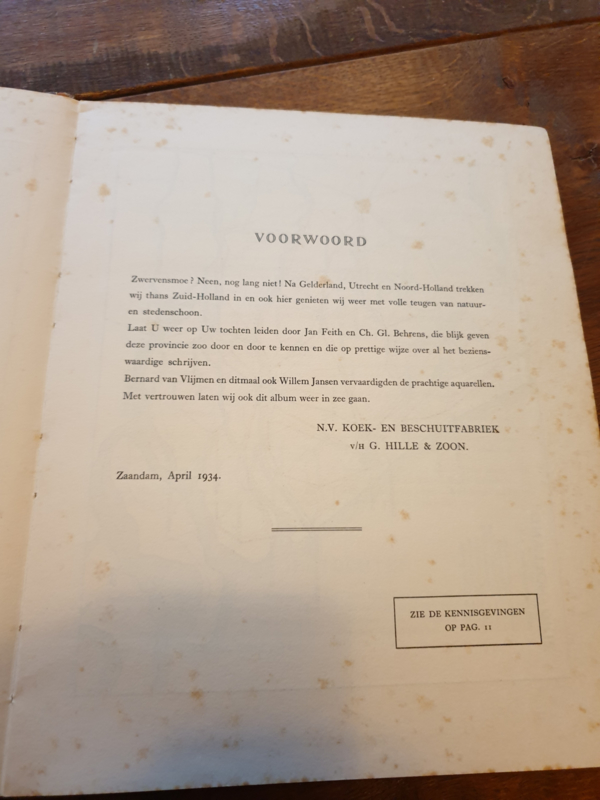 VOORWOORD
Zwervensmoe? Neen, nog lang niet! Na Gelderland, Utrecht en Noord-Holland trekken
wij thans Zuid-Holland in en ook hier genieten wij weer met volle teugen van natuur-
en stedenschoon.
Laat U weer op Uw tochten leiden door Jan Feith en Ch. Gl. Behrens, die blijk geven
deze provincie zoo door en door te kennen en die op prettige wijze over al het beziens-
waardige schrijven.
Bernard van Vlijmen en ditmaal ook Willem Jansen vervaardigden de prachtige aquarellen.
Met vertrouwen laten wij ook dit album weer in zee gaan.
N.V. KOEK- EN BESCHUITFABRIEK
V/H G. HILLE & ZOON.
Zaandam, April 1934.
ZIE DE KENNISGEVINGEN
OP PAG. 11